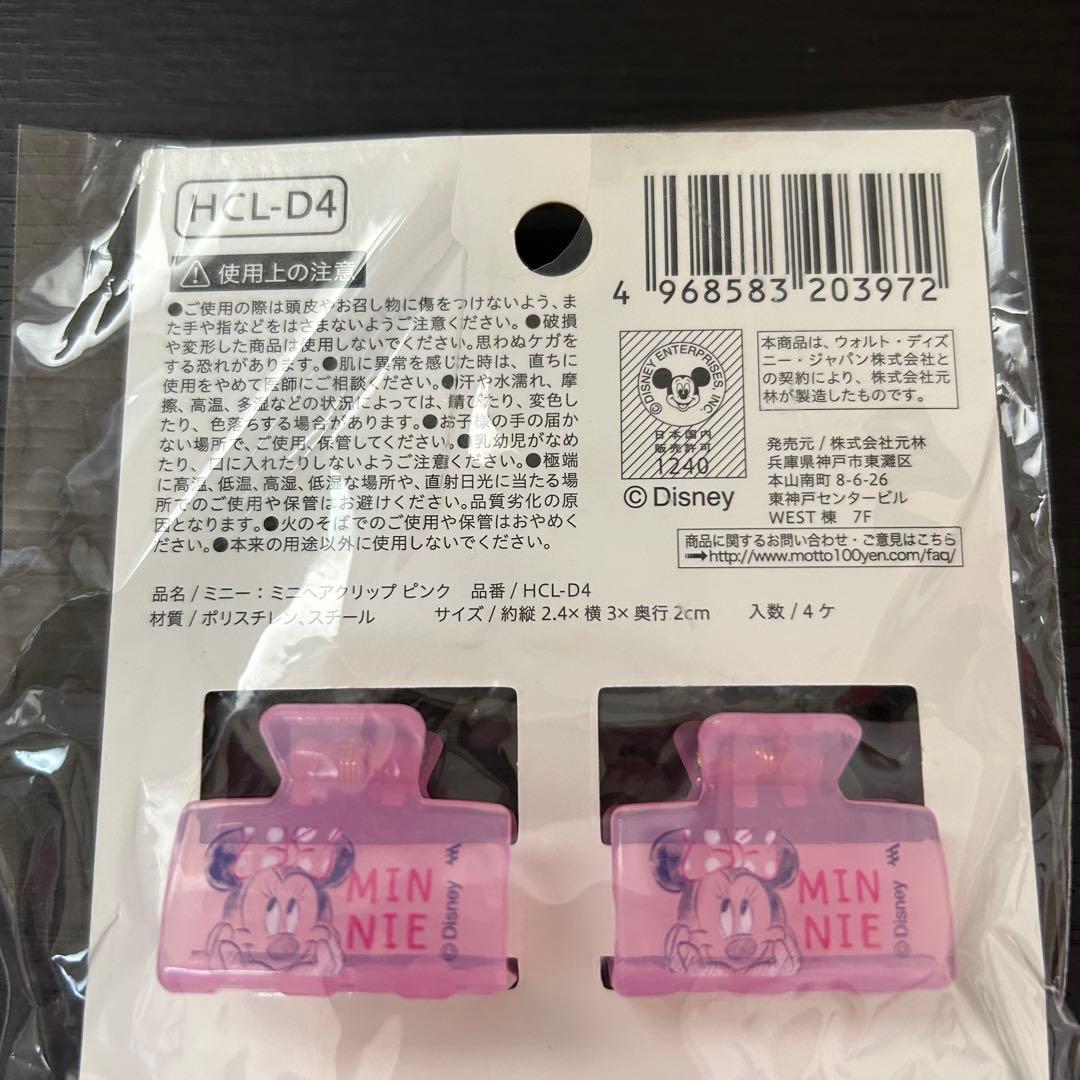 HCL-D4
使用上の注意
●ご使用の際は頭皮やお召し物に傷をつけないよう、ま
た手や指などをはさまないようご注意ください。●破損
や変形した商品は使用しないでください。思わぬケガを
する恐れがあります。●肌に異常を感じた時は、直ちに
使用をやめて医師にご相談ください。●汗や水濡れ、摩
擦、高温、多湿などの状況によっては、錆びたり、変色し
たり、色落ちする場合があります。●お子様の手の届か
ない場所で、ご使用、保管してください。●乳幼児がなめ
たり、口に入れたりしないようご注意ください。●極端
に高温、低温、高湿、低湿な場所や、直射日光に当たる場
所でのご使用や保管はお避けください。品質劣化の原
因となります。●火のそばでのご使用や保管はおやめく
ださい。●本来の用途以外に使用しないでください。
4 968583 203972
©DISNEY ENTERPRISES, INC.
日本国内
販売許可
1240
©Disney
本商品は、ウォルト・ディズ
ニー・ジャパン株式会社と
の契約により、株式会社元
林が製造したものです。
発売元 / 株式会社元林
兵庫県神戸市東灘区
本山南町 8-6-26
東神戸センタービル
WEST 棟 7F
商品に関するお問い合わせ・ご意見はこちら
➡http://www.motto100yen.com/faq/
品名 / ミニー：ミニヘアクリップ ピンク 品番 / HCL-D4
材質 / ポリスチレン、スチール サイズ / 約縦 2.4× 横 3× 奥行 2cm 入数 / 4 ケ
MIN
NIE
©Disney
MIN
NIE
©Disney